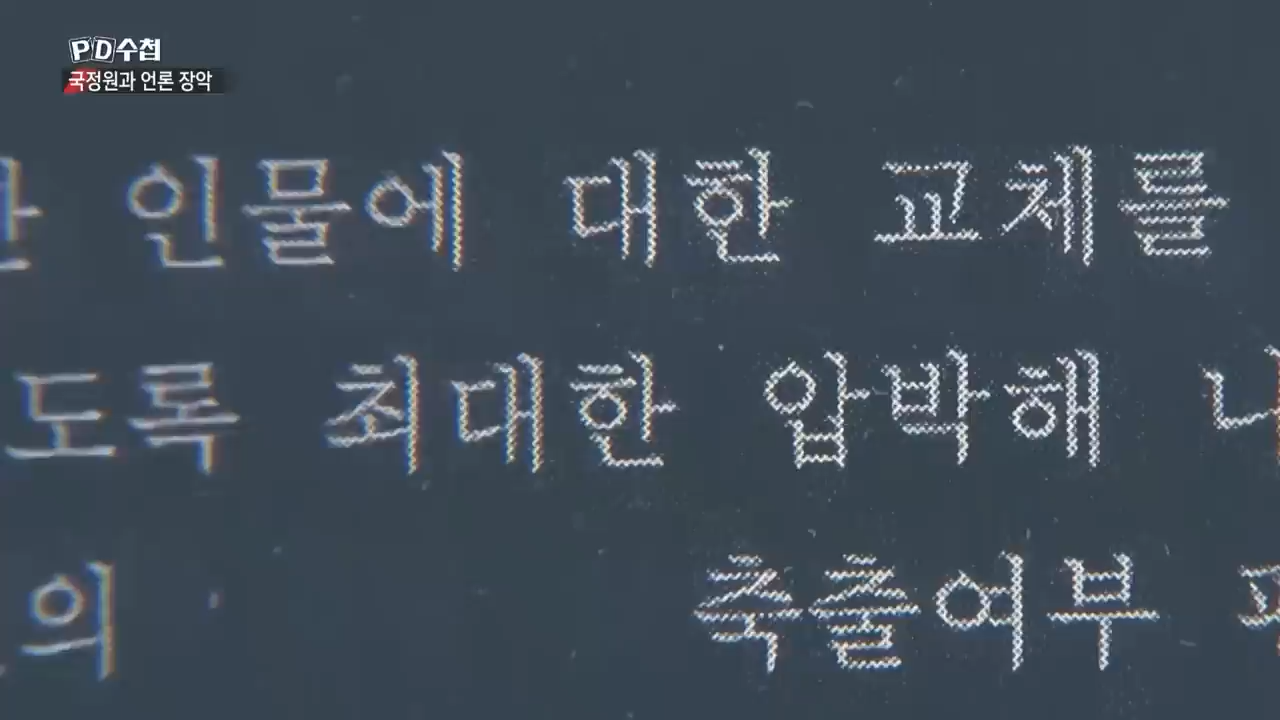 PD수첩
국정원과 언론 장악
인물에 대한 교체를
도록 최대한 압박해
의 축출여부